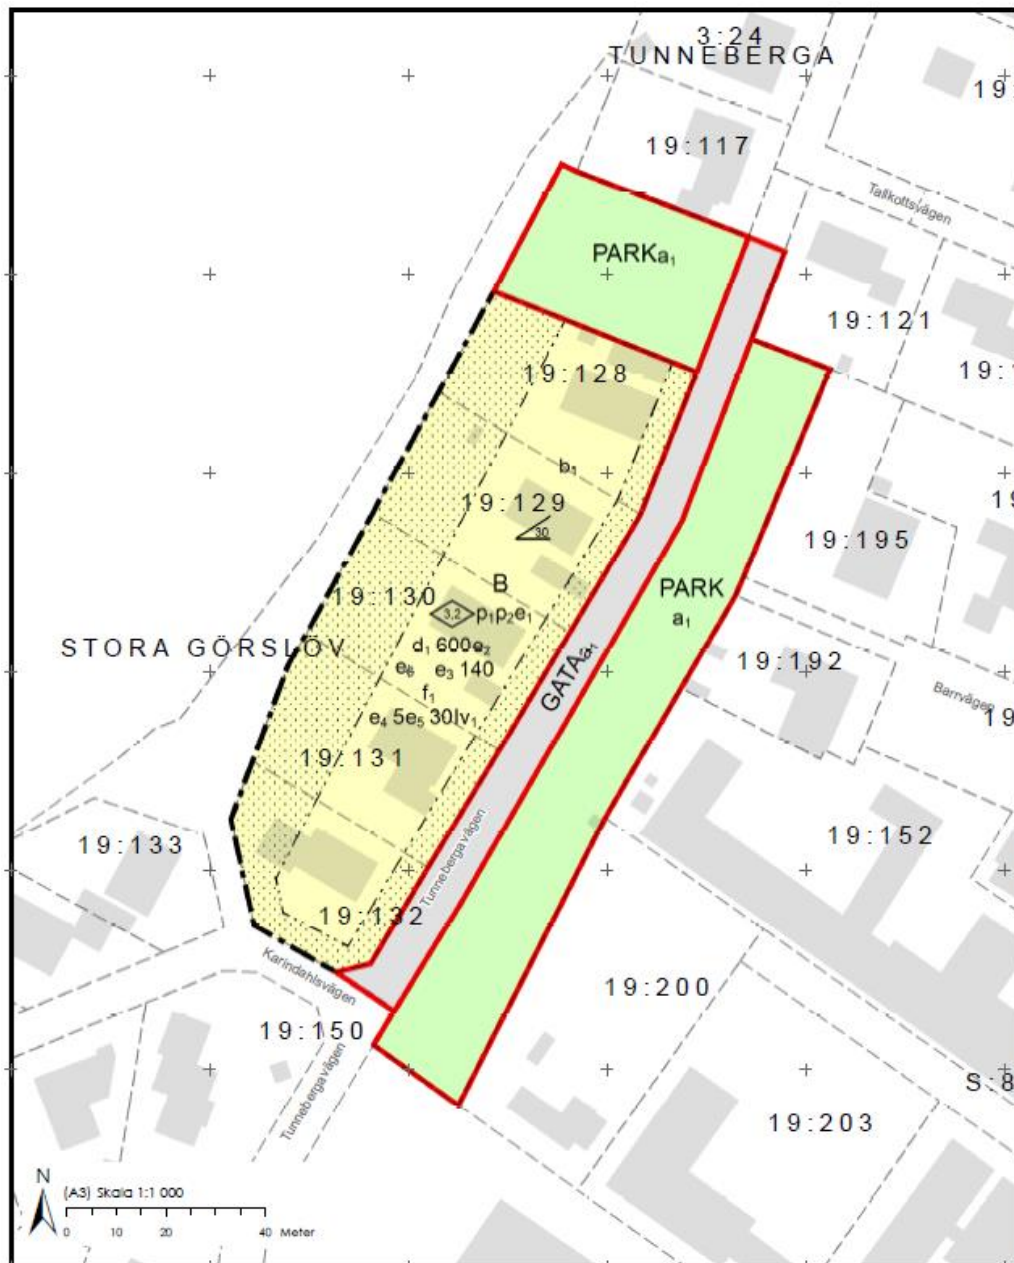 3:24
TUNNEBERGA
19:
19:117
Tallkottsvägen
PARKa₁
19:121
19:128
19:
b₁
19:129
19
30
19:195
B
PARK
a₁
19:130
3,2 p₁p₂e₁
STORA GÖRSLÖV
d₁ 600e₂
e₆ e₃ 140
19:192
f₁
GATAa₁
Barrvägen
e₄ 5e₅ 30lv₁
19
19:131
19:133
Tunnebergavägen
19:152
19:132
Karindahlsvägen
19:200
19:150
Tunnebergavägen
S:8
19:203
N
(A3) Skala 1:1 000
0 10 20 40 Meter